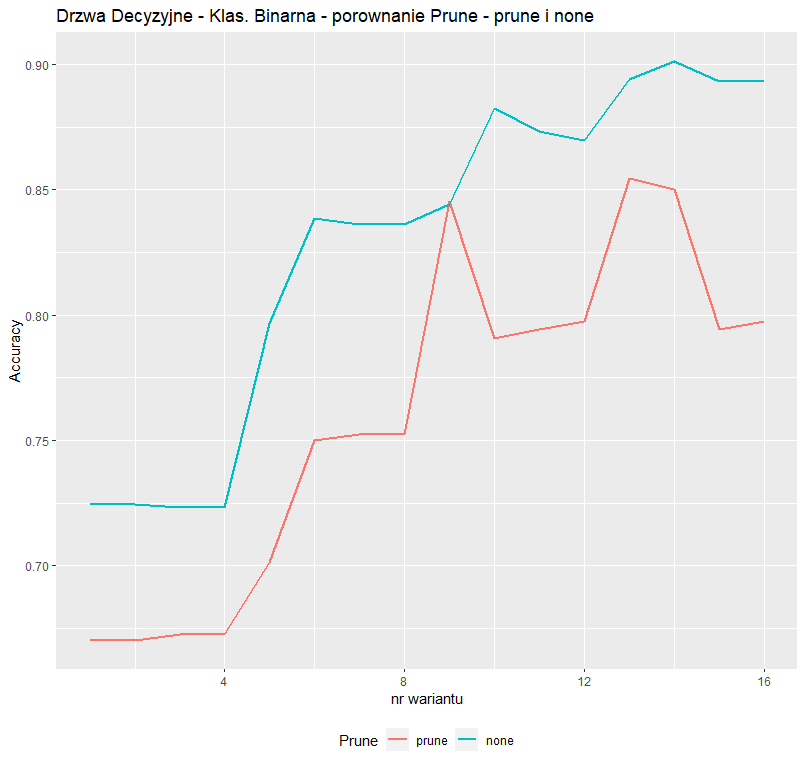 Drzwa Decyzyjne - Klas. Binarna - porownanie Prune - prune i none
Accuracy
0.90
0.85
0.80
0.75
0.70
4 8 12 16
nr wariantu
Prune prune none